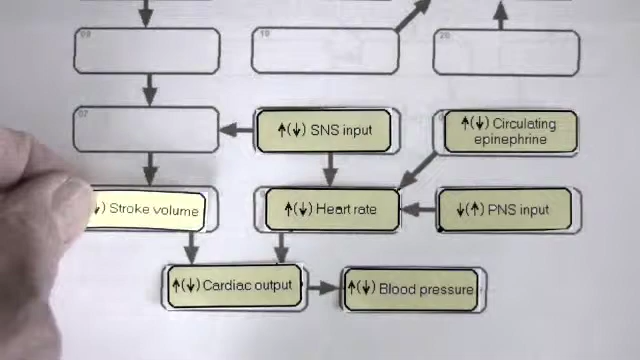 ↑(↓) SNS input
↑(↓) Circulating
epinephrine
↓) Stroke volume
↑(↓) Heart rate
↓(↑) PNS input
↑(↓) Cardiac output
↑(↓) Blood pressure